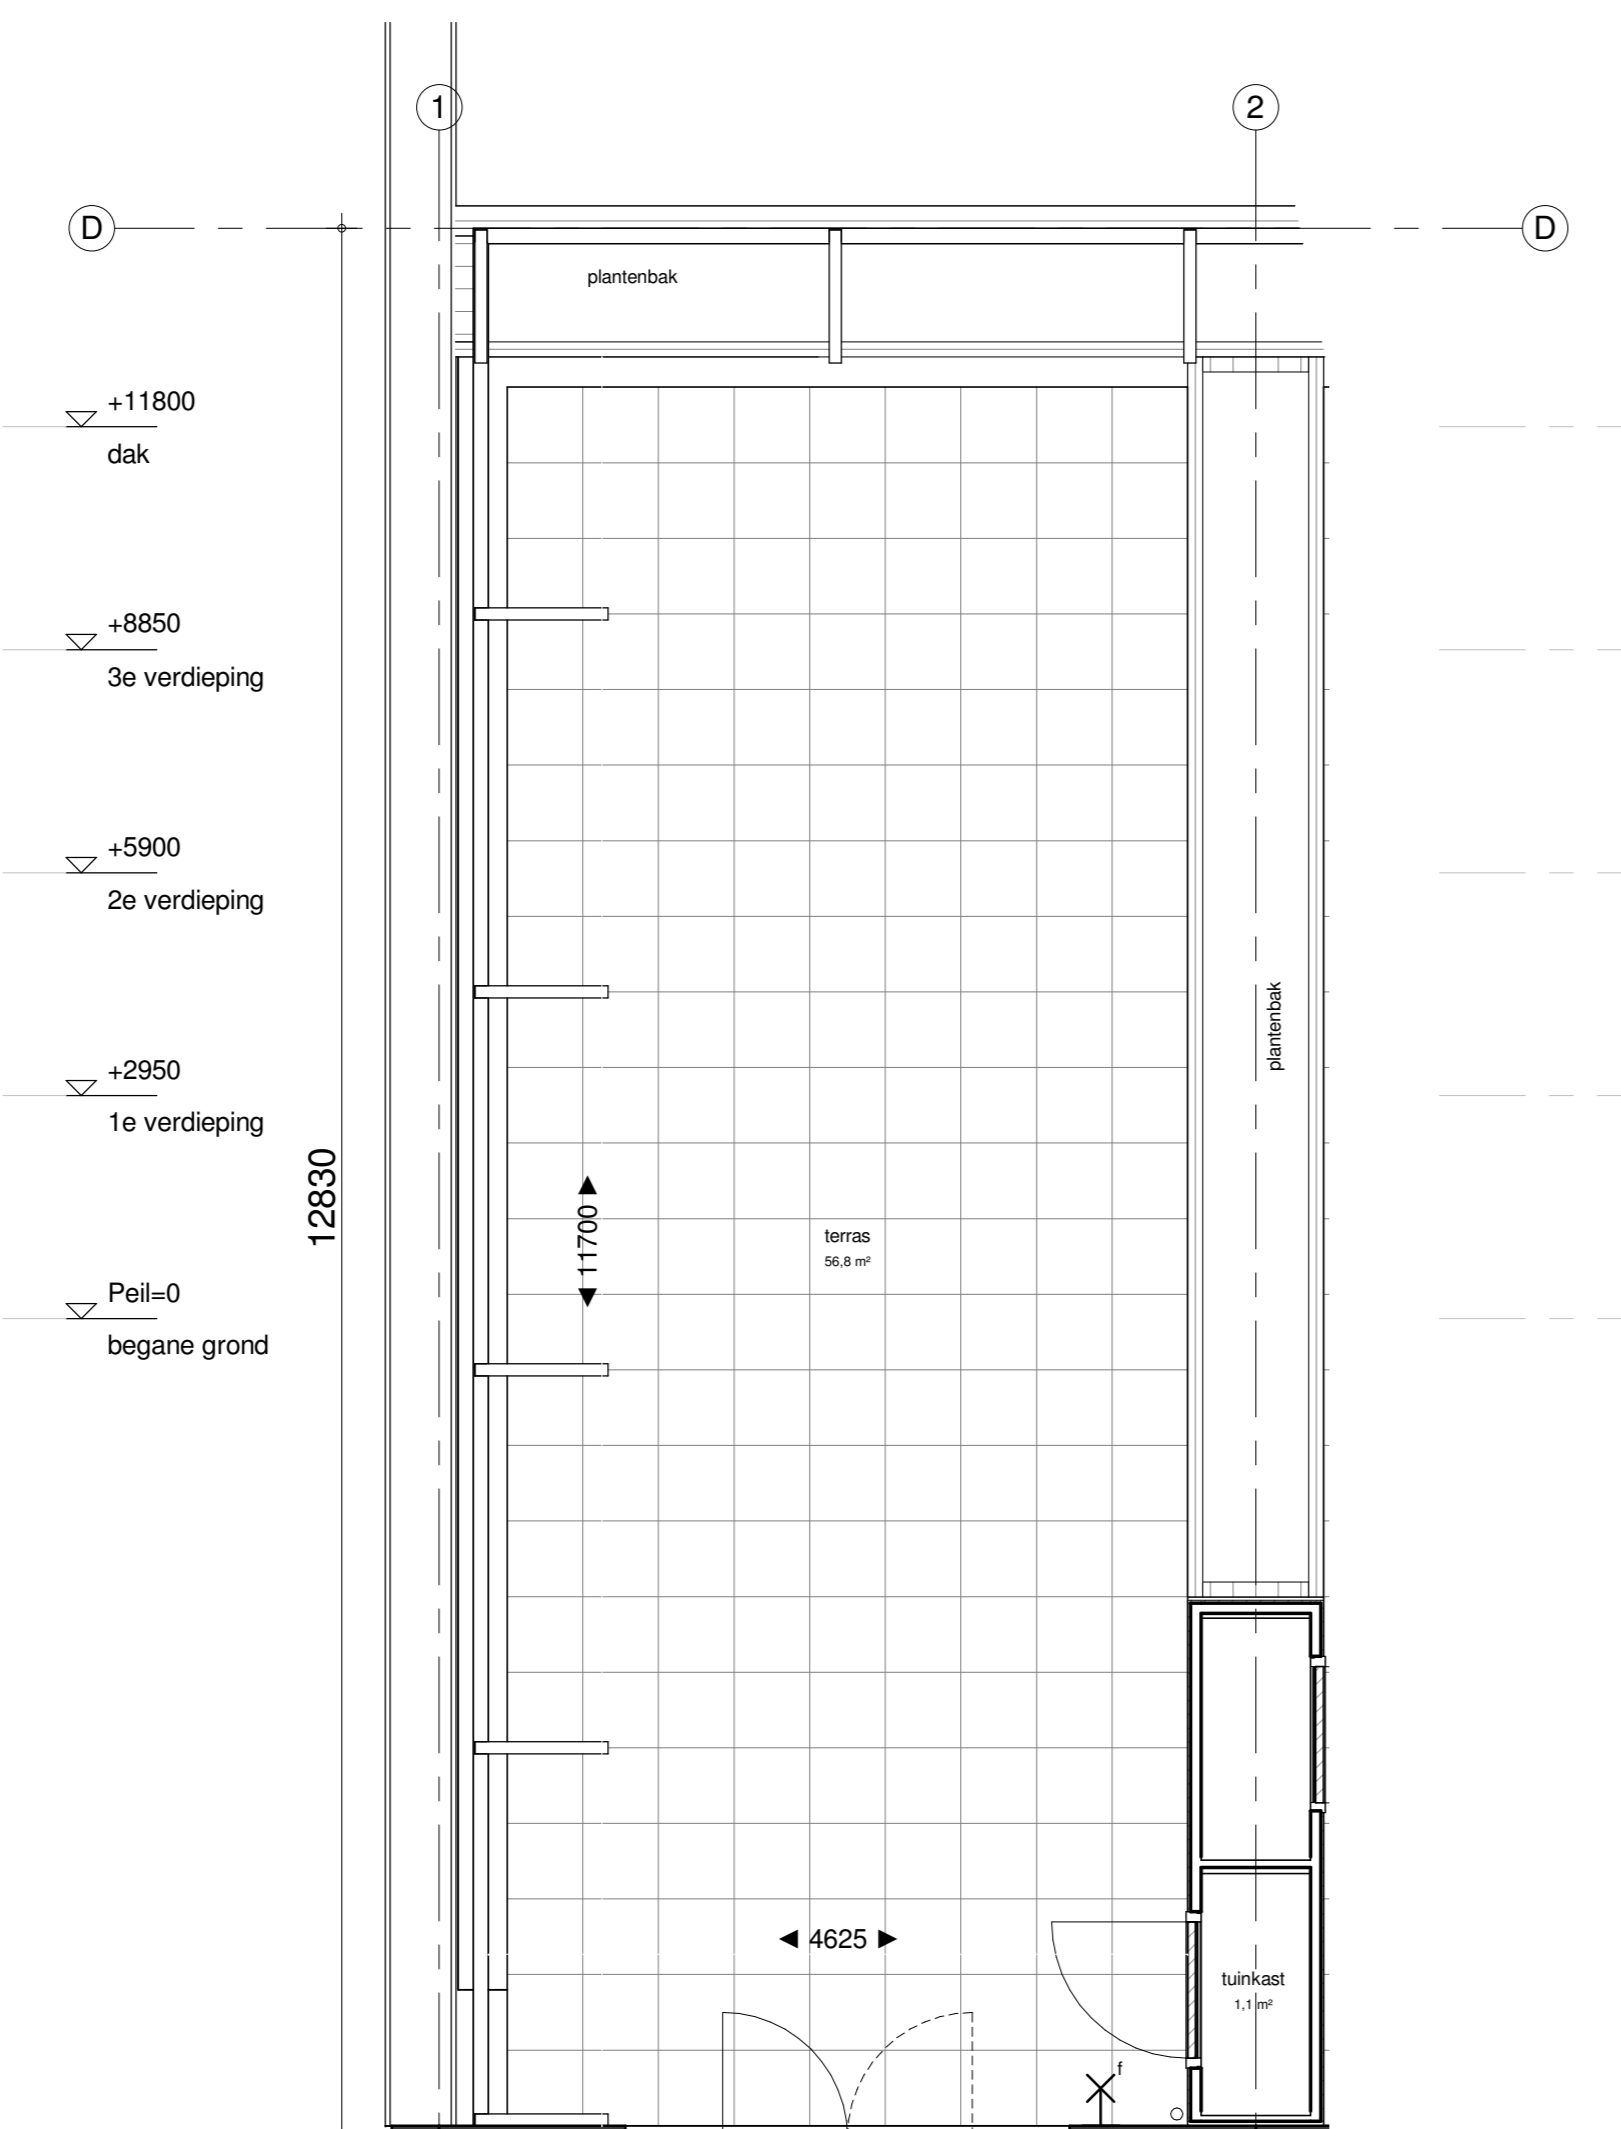 1
2
D
D
plantenbak
+11800
dak
+8850
3e verdieping
+5900
2e verdieping
plantenbak
+2950
1e verdieping
12830
11700
terras
56,8 m²
Peil=0
begane grond
4625
tuinkast
1,1 m²
f